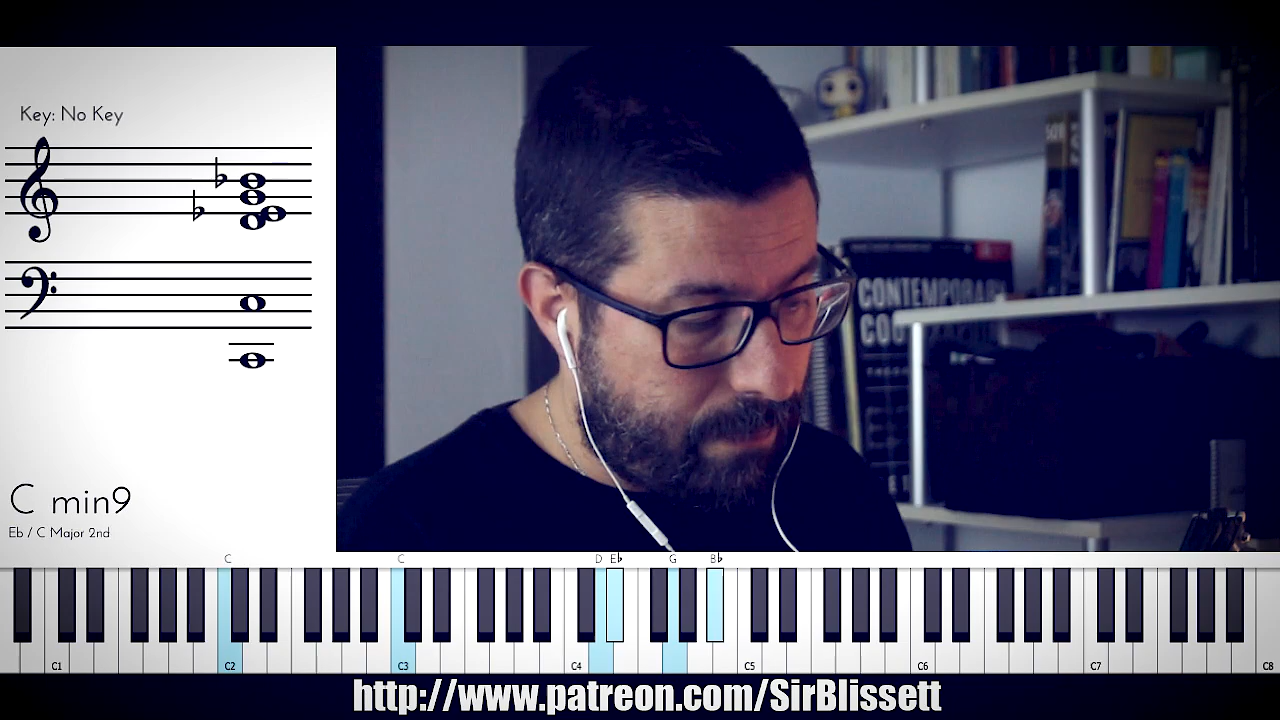 Key: No Key
CONTEMPORARY
C min9
Eb / C Major 2nd
C C D Eb G Bb
C1 C2 C3 C4 C5 C6 C7 C8
http://www.patreon.com/SirBlissett